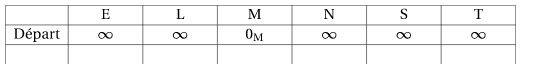 E L M N S T
Départ ∞ ∞ 0M ∞ ∞ ∞